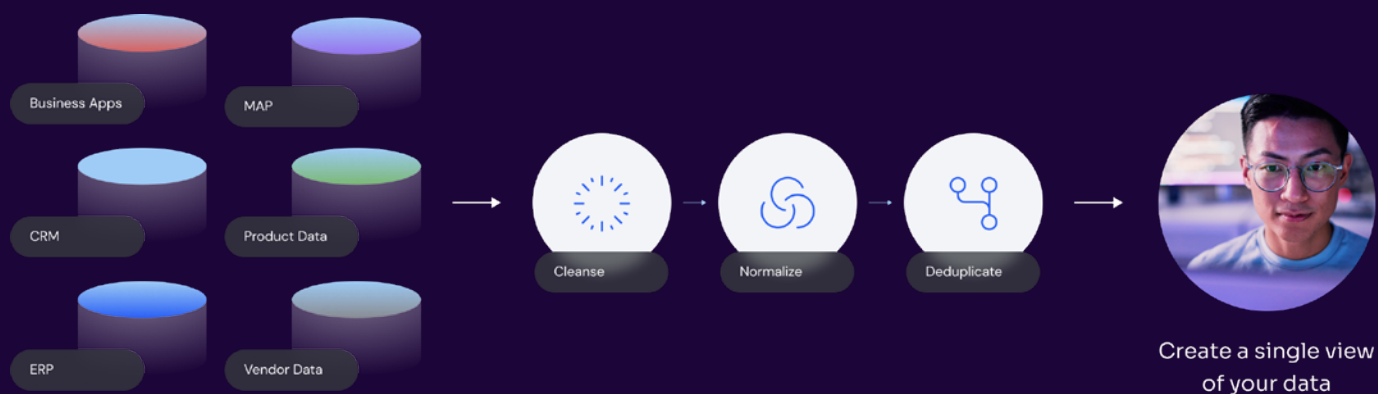 Business Apps
MAP
CRM
Product Data
ERP
Vendor Data
Cleanse
Normalize
Deduplicate
Create a single view
of your data